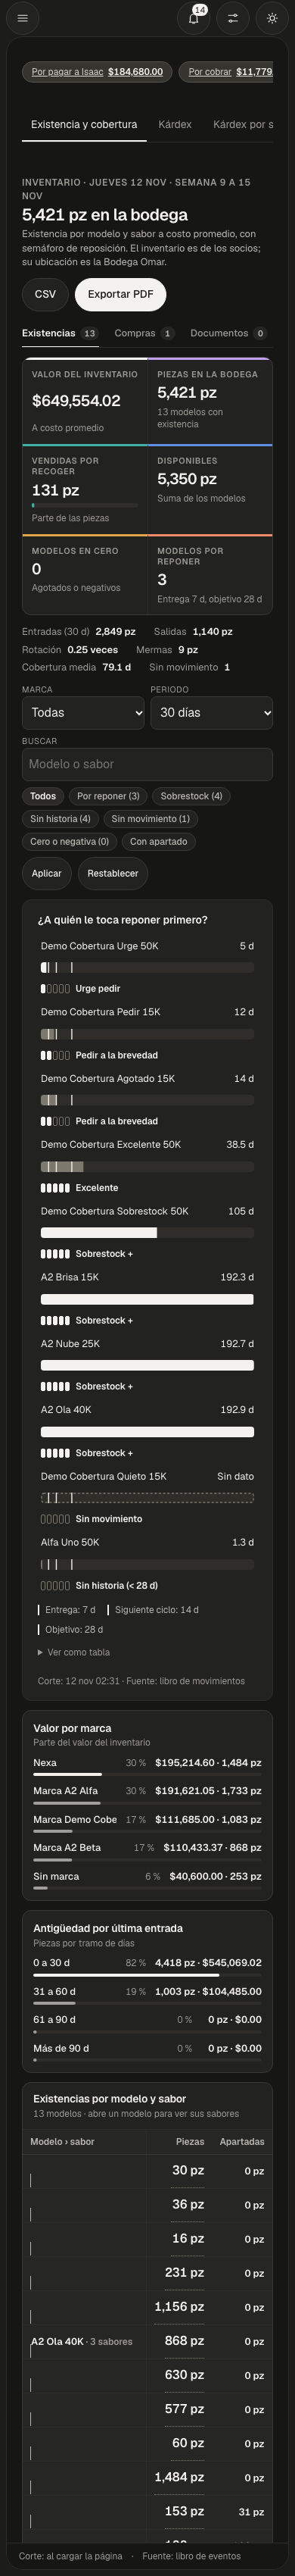 14
Por pagar a Isaac $184,680.00 Por cobrar $11,779
Existencia y cobertura Kárdex Kárdex por s
INVENTARIO · JUEVES 12 NOV · SEMANA 9 A 15
NOV
5,421 pz en la bodega
Existencia por modelo y sabor a costo promedio, con
semáforo de reposición. El inventario es de los socios;
su ubicación es la Bodega Omar.
CSV Exportar PDF
Existencias 13 Compras 1 Documentos 0
VALOR DEL INVENTARIO
$649,554.02
A costo promedio
PIEZAS EN LA BODEGA
5,421 pz
13 modelos con
existencia
VENDIDAS POR
RECOGER
131 pz
Parte de las piezas
DISPONIBLES
5,350 pz
Suma de los modelos
MODELOS EN CERO
0
Agotados o negativos
MODELOS POR
REPONER
3
Entrega 7 d, objetivo 28 d
Entradas (30 d) 2,849 pz Salidas 1,140 pz
Rotación 0.25 veces Mermas 9 pz
Cobertura media 79.1 d Sin movimiento 1
MARCA PERIODO
Todas 30 días
BUSCAR
Modelo o sabor
Todos Por reponer (3) Sobrestock (4)
Sin historia (4) Sin movimiento (1)
Cero o negativa (0) Con apartado
Aplicar Restablecer
¿A quién le toca reponer primero?
Demo Cobertura Urge 50K 5 d
Urge pedir
Demo Cobertura Pedir 15K 12 d
Pedir a la brevedad
Demo Cobertura Agotado 15K 14 d
Pedir a la brevedad
Demo Cobertura Excelente 50K 38.5 d
Excelente
Demo Cobertura Sobrestock 50K 105 d
Sobrestock +
A2 Brisa 15K 192.3 d
Sobrestock +
A2 Nube 25K 192.7 d
Sobrestock +
A2 Ola 40K 192.9 d
Sobrestock +
Demo Cobertura Quieto 15K Sin dato
Sin movimiento
Alfa Uno 50K 1.3 d
Sin historia (< 28 d)
Entrega: 7 d Siguiente ciclo: 14 d
Objetivo: 28 d
Ver como tabla
Corte: 12 nov 02:31 · Fuente: libro de movimientos
Valor por marca
Parte del valor del inventario
Nexa 30 % $195,214.60 · 1,484 pz
Marca A2 Alfa 30 % $191,621.05 · 1,733 pz
Marca Demo Cobe 17 % $111,685.00 · 1,083 pz
Marca A2 Beta 17 % $110,433.37 · 868 pz
Sin marca 6 % $40,600.00 · 253 pz
Antigüedad por última entrada
Piezas por tramo de días
0 a 30 d 82 % 4,418 pz · $545,069.02
31 a 60 d 19 % 1,003 pz · $104,485.00
61 a 90 d 0 % 0 pz · $0.00
Más de 90 d 0 % 0 pz · $0.00
Existencias por modelo y sabor
13 modelos · abre un modelo para ver sus sabores
Modelo › sabor Piezas Apartadas
30 pz 0 pz
36 pz 0 pz
16 pz 0 pz
231 pz 0 pz
1,156 pz 0 pz
A2 Ola 40K · 3 sabores 868 pz 0 pz
630 pz 0 pz
577 pz 0 pz
60 pz 0 pz
1,484 pz 0 pz
153 pz 31 pz
Corte: al cargar la página · Fuente: libro de eventos